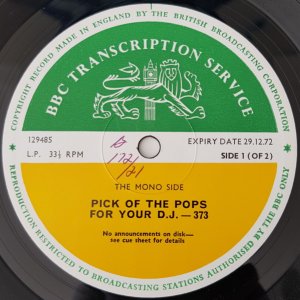 COPYRIGHT RECORD MADE IN ENGLAND BY THE BRITISH BROADCASTING CORPORATION
BBC TRANSCRIPTION SERVICE
129485
EXPIRY DATE 29.12.72
L.P. 33⅓ RPM
SIDE 1 (OF 2)
THE MONO SIDE
PICK OF THE POPS
FOR YOUR D.J. — 373
No announcements on disk—
see cue sheet for details
REPRODUCTION RESTRICTED TO BROADCASTING STATIONS AUTHORISED BY THE BBC ONLY